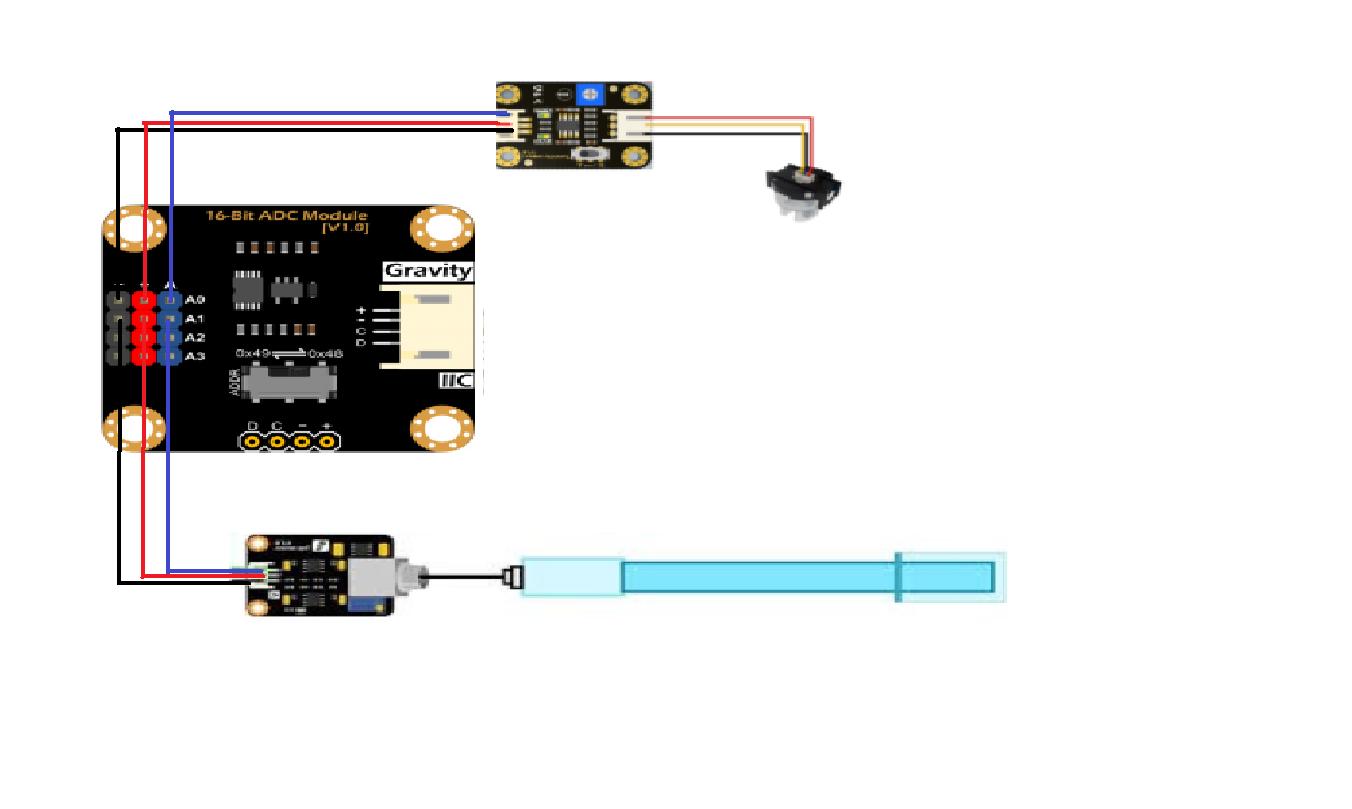 16-Bit ADC Module
[V1.0]
Gravity
- + A
A0
A1
A2
A3
+
-
C
D
0x49 0x48
ADDR
IIC
D C - +